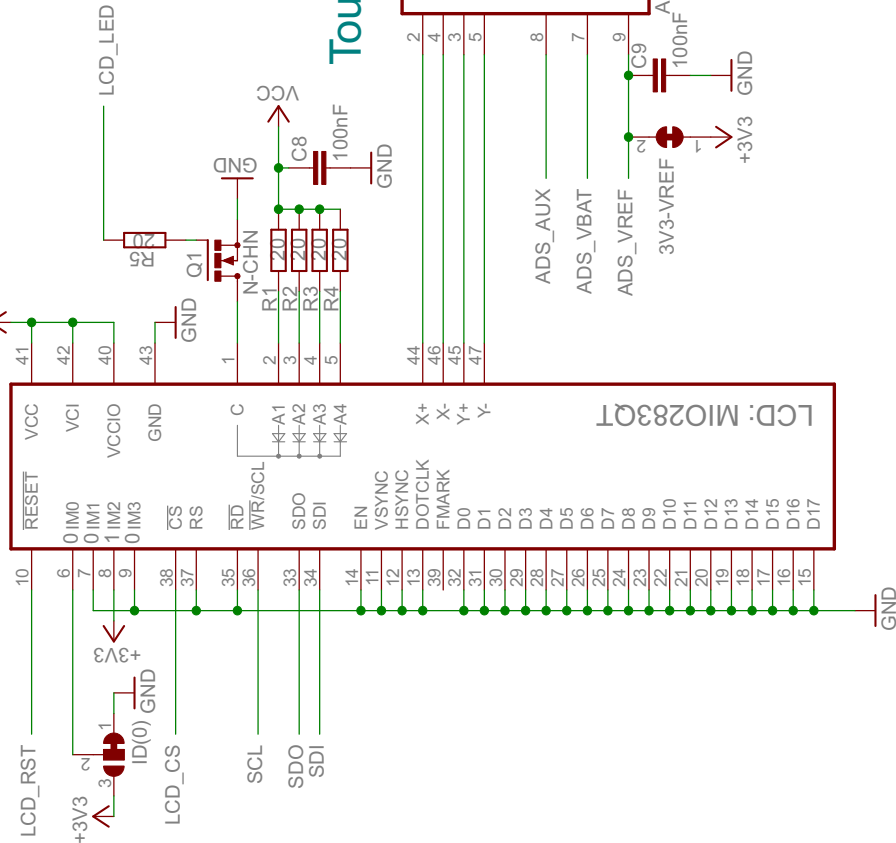 LCD_LED
Tou
2
4
3
5
8
7
9
A
C9
100nF
GND
2
1
+3V3
3V3-VREF
ADS_AUX
ADS_VBAT
ADS_VREF
VCC
C8
100nF
GND
GND
R5
20
Q1
N-CHN
20
20
20
20
R1
R2
R3
R4
GND
41
42
40
43
1
2
3
4
5
44
46
45
47
VCC
VCI
VCCIO
GND
C
A1
A2
A3
A4
X+
X-
Y+
Y-
LCD: MIO283QT
RESET
0 IM0
0 IM1
1 IM2
0 IM3
CS
RS
RD
WR/SCL
SDO
SDI
EN
VSYNC
HSYNC
DOTCLK
FMARK
D0
D1
D2
D3
D4
D5
D6
D7
D8
D9
D10
D11
D12
D13
D14
D15
D16
D17
10
6
7
8
9
38
37
35
36
33
34
14
11
12
13
39
32
31
30
29
28
27
26
25
24
23
22
21
20
19
18
17
16
15
GND
+3V3
GND
1
2
3
ID(0)
+3V3
LCD_RST
LCD_CS
SCL
SDO
SDI